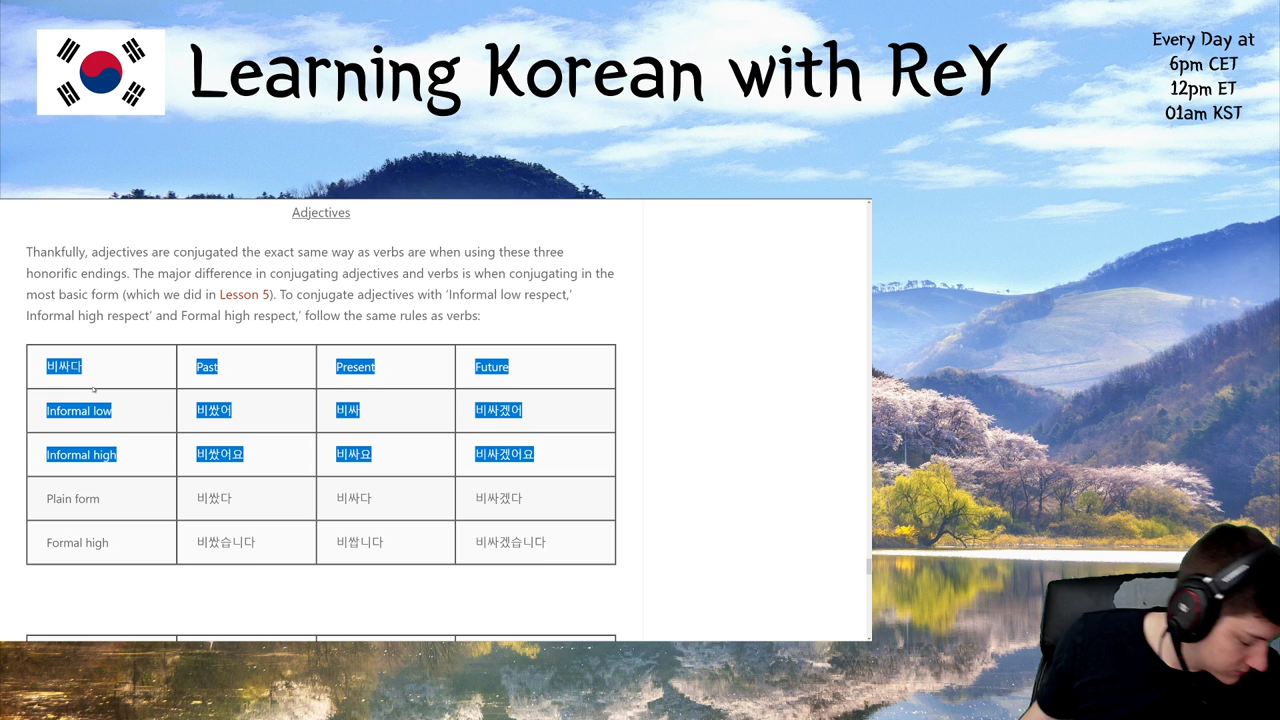 Learning Korean with ReY
Every Day at
6pm CET
12pm ET
01am KST
Adjectives
Thankfully, adjectives are conjugated the exact same way as verbs are when using these three
honorific endings. The major difference in conjugating adjectives and verbs is when conjugating in the
most basic form (which we did in Lesson 5). To conjugate adjectives with ‘Informal low respect,’
Informal high respect’ and Formal high respect,’ follow the same rules as verbs:
비싸다 Past Present Future
Informal low 비쌌어 비싸 비싸겠어
Informal high 비쌌어요 비싸요 비싸겠어요
Plain form 비쌌다 비싸다 비싸겠다
Formal high 비쌌습니다 비쌉니다 비싸겠습니다